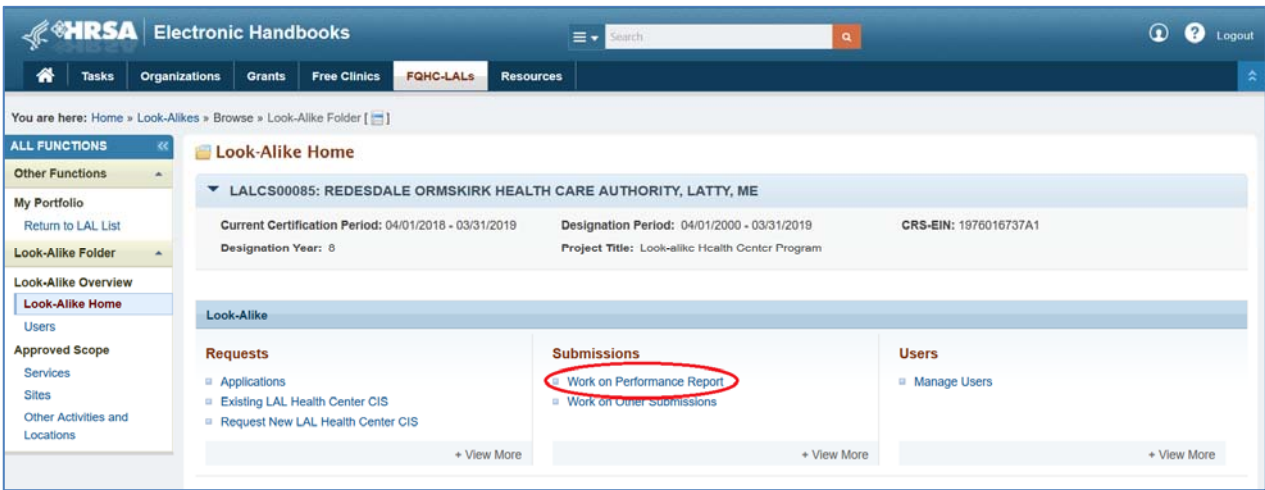 HRSA Electronic Handbooks
Search
? Logout
Tasks Organizations Grants Free Clinics FQHC-LALs Resources
You are here: Home » Look-Alikes » Browse » Look-Alike Folder [ ]
ALL FUNCTIONS «
Other Functions
My Portfolio
Return to LAL List
Look-Alike Folder
Look-Alike Overview
Look-Alike Home
Users
Approved Scope
Services
Sites
Other Activities and
Locations
Look-Alike Home
LALCS00085: REDESDALE ORMSKIRK HEALTH CARE AUTHORITY, LATTY, ME
Current Certification Period: 04/01/2018 - 03/31/2019 Designation Period: 04/01/2000 - 03/31/2019 CRS-EIN: 1976016737A1
Designation Year: 8 Project Title: Look-alike Health Center Program
Look-Alike
Requests
Applications
Existing LAL Health Center CIS
Request New LAL Health Center CIS
+ View More
Submissions
Work on Performance Report
Work on Other Submissions
+ View More
Users
Manage Users
+ View More